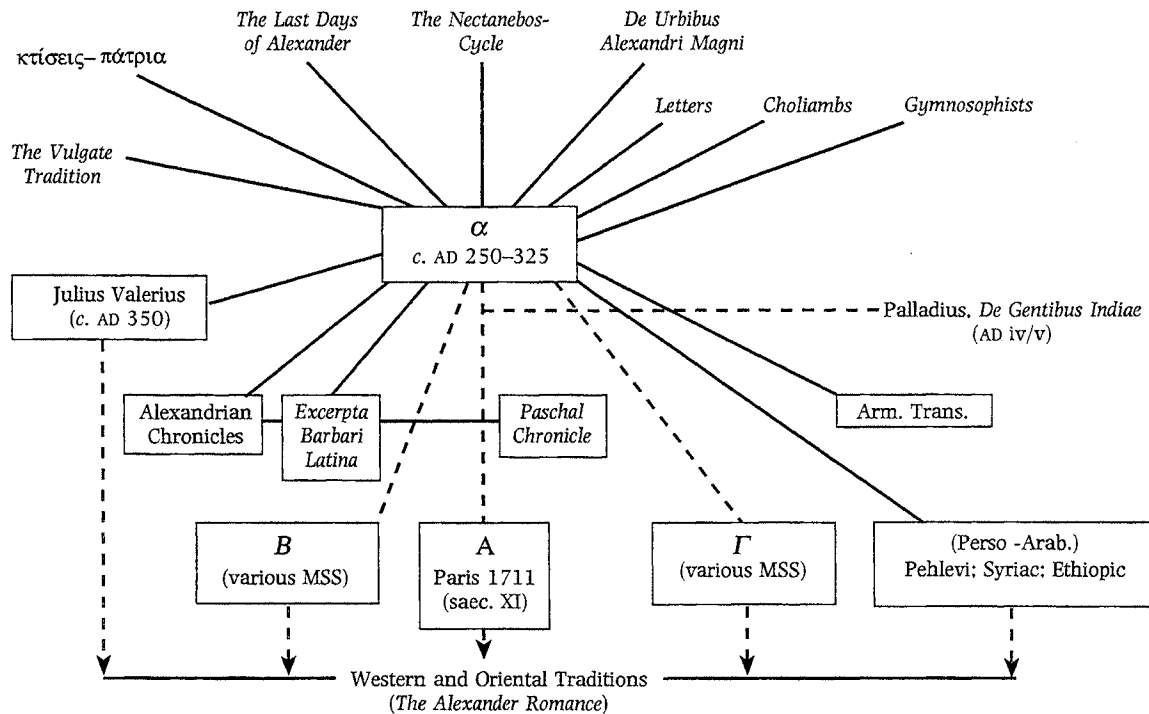 The Last Days
of Alexander
The Nectanebos-
Cycle
De Urbibus
Alexandri Magni
κτίσεις– πάτρια
Letters
Choliambs
Gymnosophists
The Vulgate
Tradition
α
c. AD 250–325
Julius Valerius
(c. AD 350)
Palladius, De Gentibus Indiae
(AD iv/v)
Alexandrian
Chronicles
Excerpta
Barbari
Latina
Paschal
Chronicle
Arm. Trans.
B
(various MSS)
A
Paris 1711
(saec. XI)
Γ
(various MSS)
(Perso -Arab.)
Pehlevi; Syriac; Ethiopic
Western and Oriental Traditions
(The Alexander Romance)